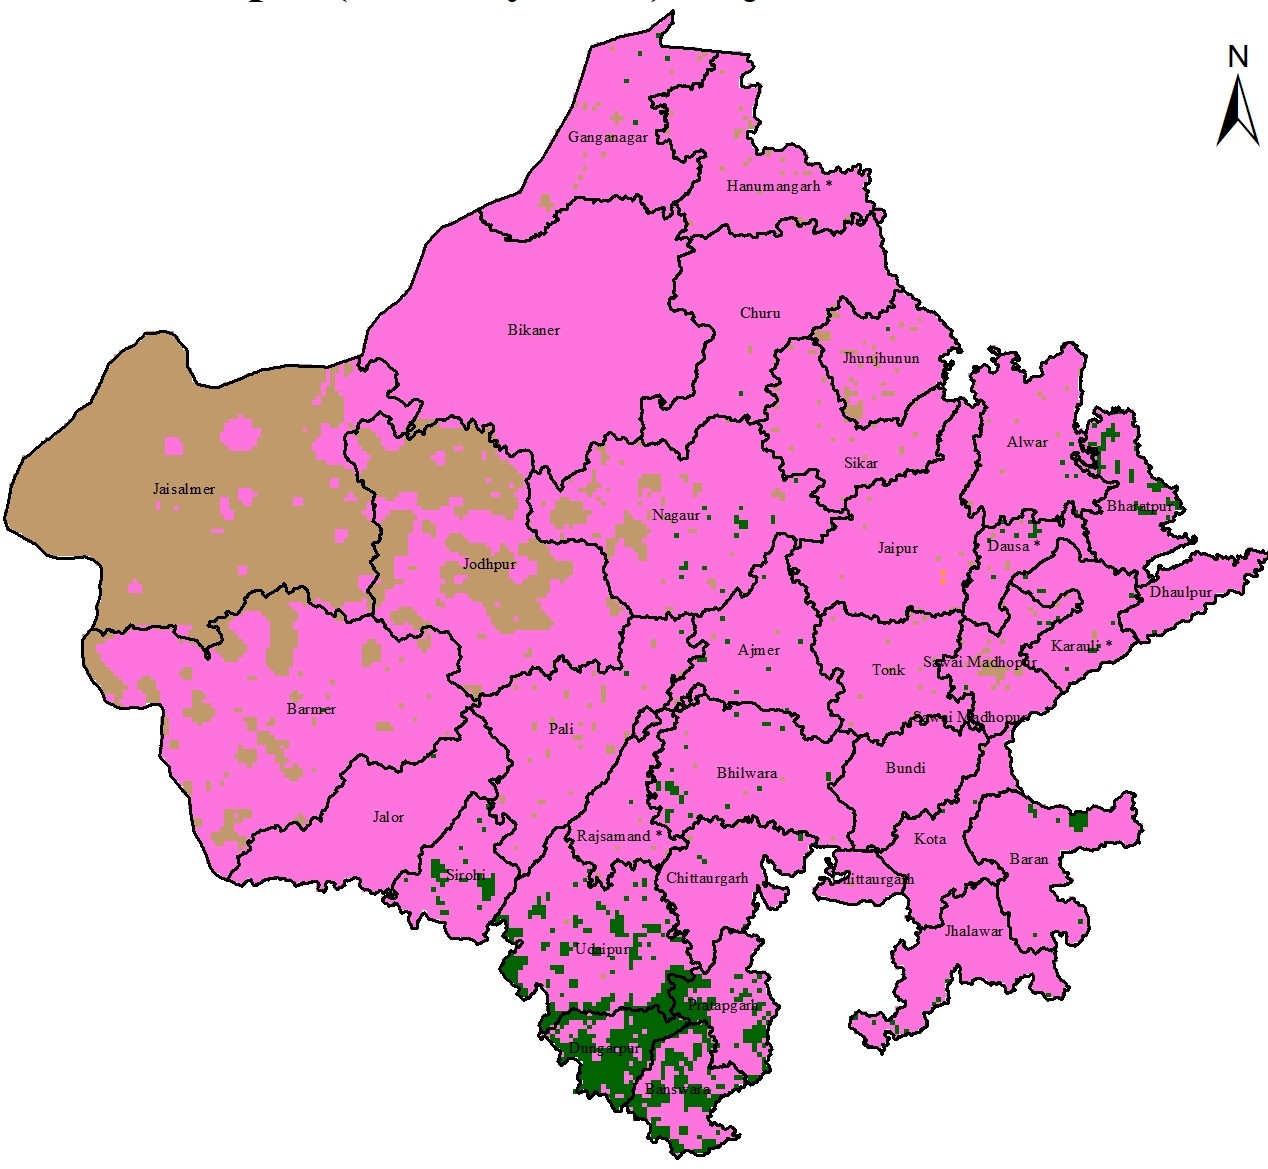 N
Ganganagar
Hanumangarh *
Churu
Bikaner
Jhunjhunun
Alwar
Sikar
Jaisalmer
Nagaur
Bharatpur
Jaipur
Dausa *
Jodhpur
Dhaulpur
Karauli *
Ajmer
Sawai Madhopur
Tonk
Barmer
Sawai Madhopur
Pali
Bundi
Bhilwara
Jalor
Rajsamand *
Kota
Baran
Sirohi
Chittaurgarh
Chittaurgarh
Jhalawar
Udaipur
Pratapgarh
Dungarpur
Banswara